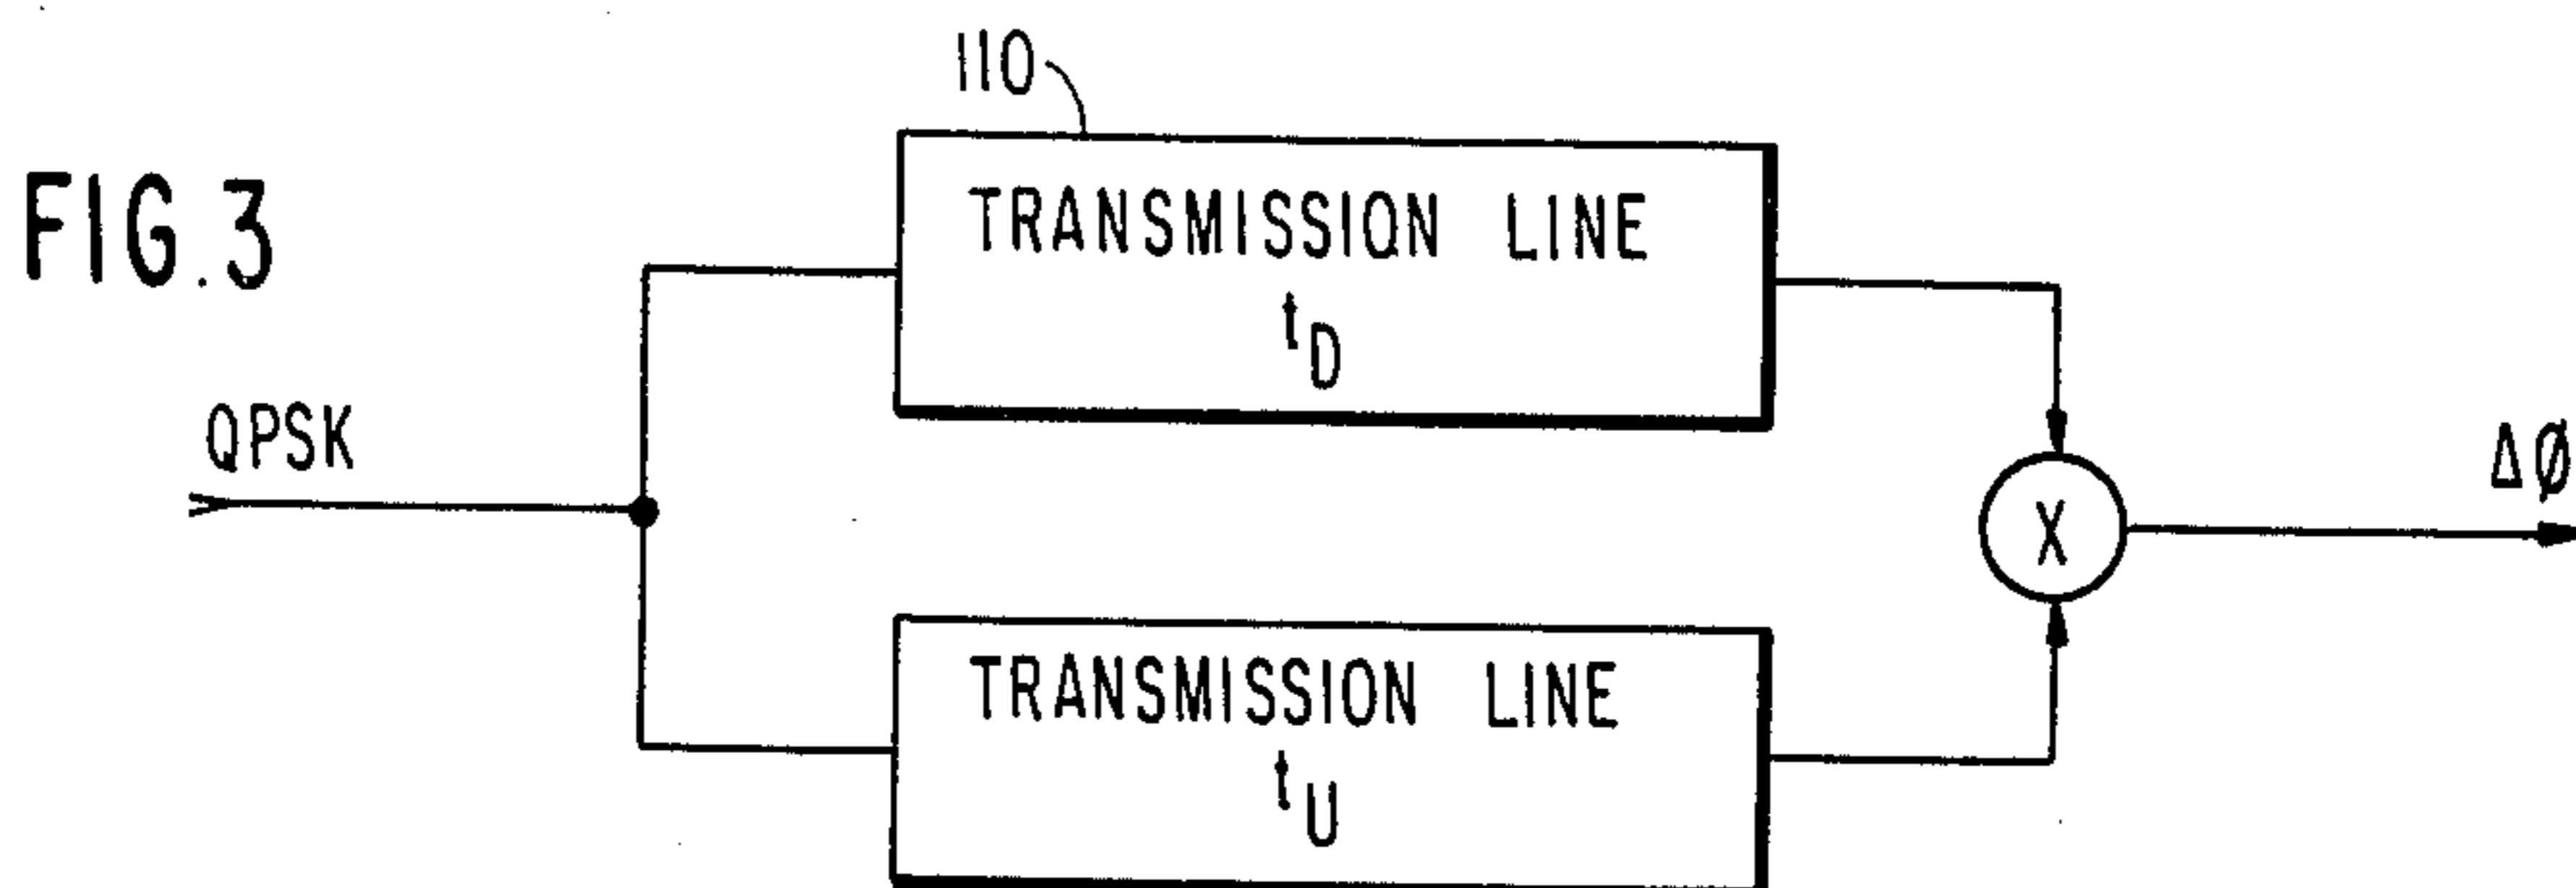 110
FIG.3
TRANSMISSION LINE
tD
QPSK
X
ΔØ
TRANSMISSION LINE
tU